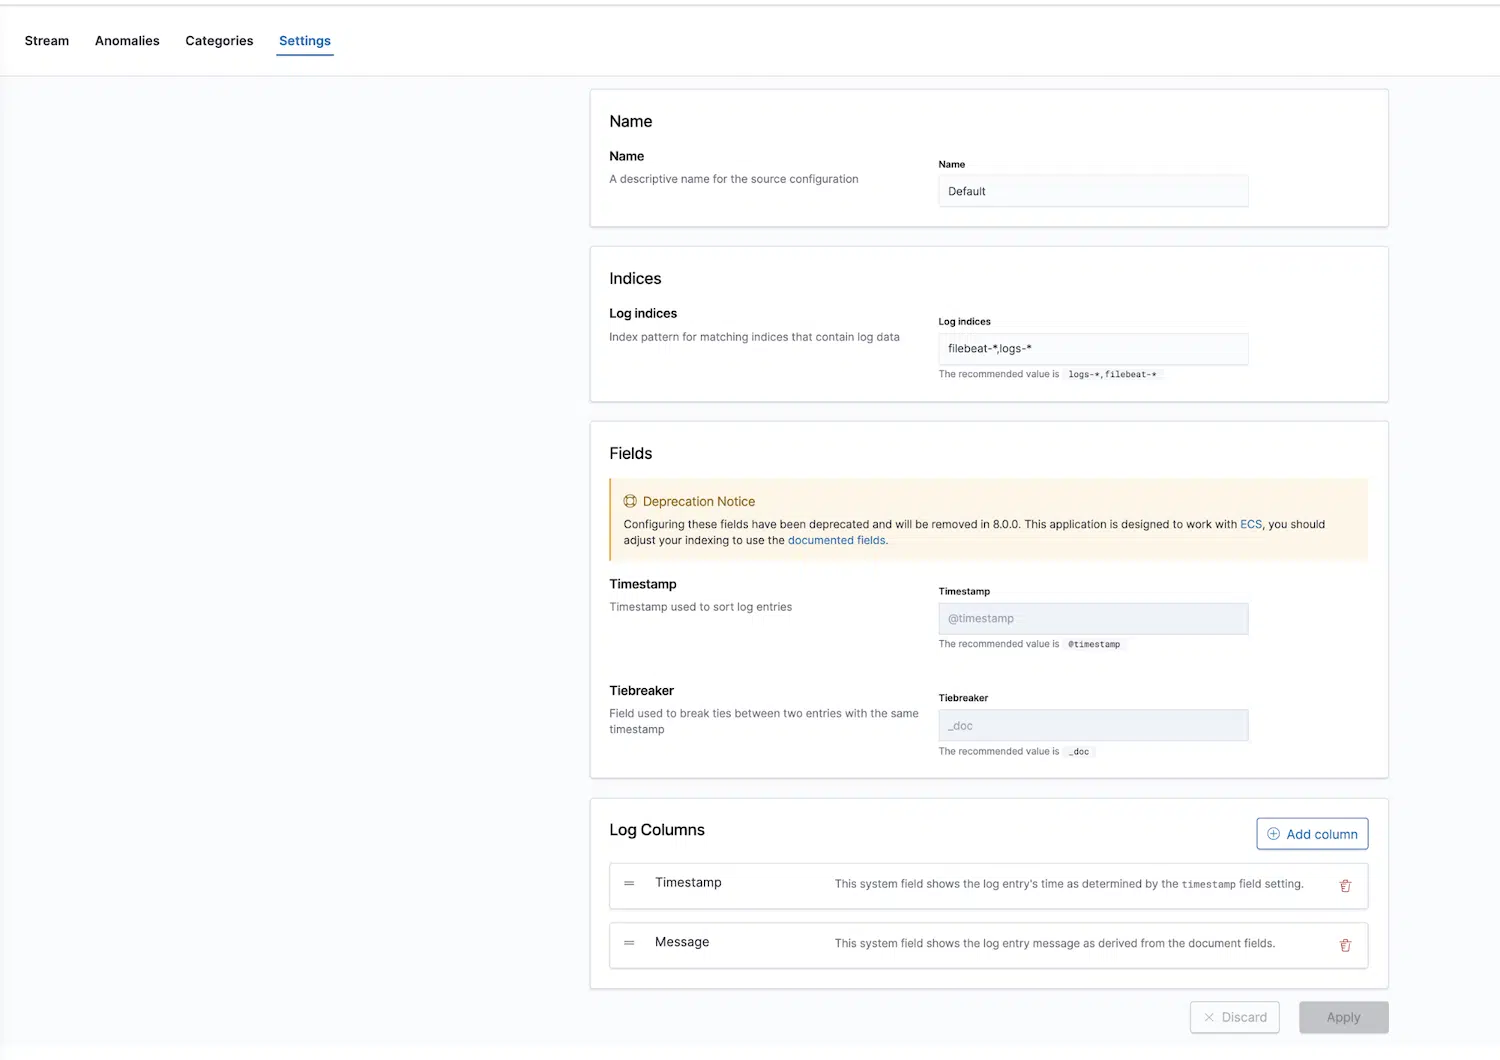 Stream Anomalies Categories Settings
Name
Name
A descriptive name for the source configuration
Name
Default
Indices
Log indices
Index pattern for matching indices that contain log data
Log indices
filebeat-*,logs-*
The recommended value is logs-*,filebeat-*
Fields
Deprecation Notice
Configuring these fields have been deprecated and will be removed in 8.0.0. This application is designed to work with ECS, you should
adjust your indexing to use the documented fields.
Timestamp
Timestamp used to sort log entries
Timestamp
@timestamp
The recommended value is @timestamp
Tiebreaker
Field used to break ties between two entries with the same
timestamp
Tiebreaker
_doc
The recommended value is _doc
Log Columns
Add column
Timestamp This system field shows the log entry's time as determined by the timestamp field setting.
Message This system field shows the log entry message as derived from the document fields.
Discard Apply